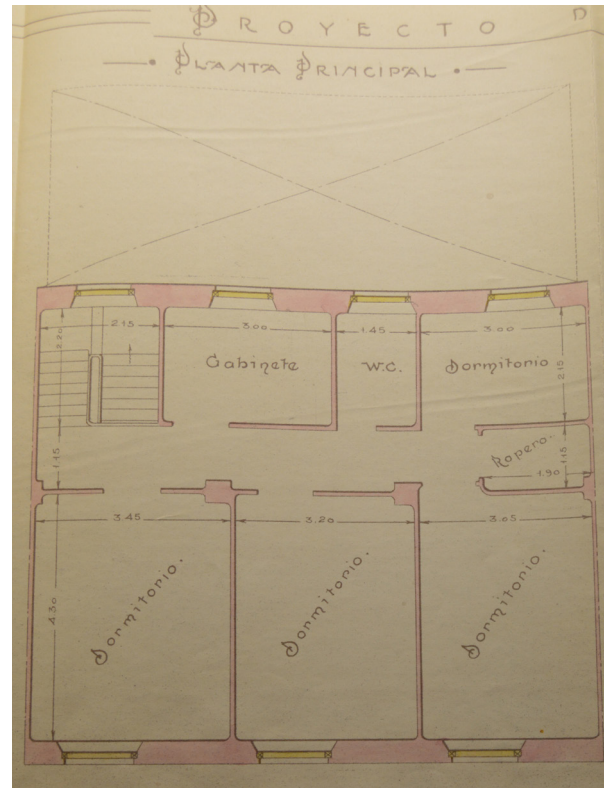 PROYECTO D
PLANTA PRINCIPAL
2.20
2.15
3.00
1.45
3.00
Gabinete
W.C.
Dormitorio
2.15
1.15
Ropero.
1.15
1.90
3.45
3.20
3.05
4.30
Dormitorio.
Dormitorio.
Dormitorio.